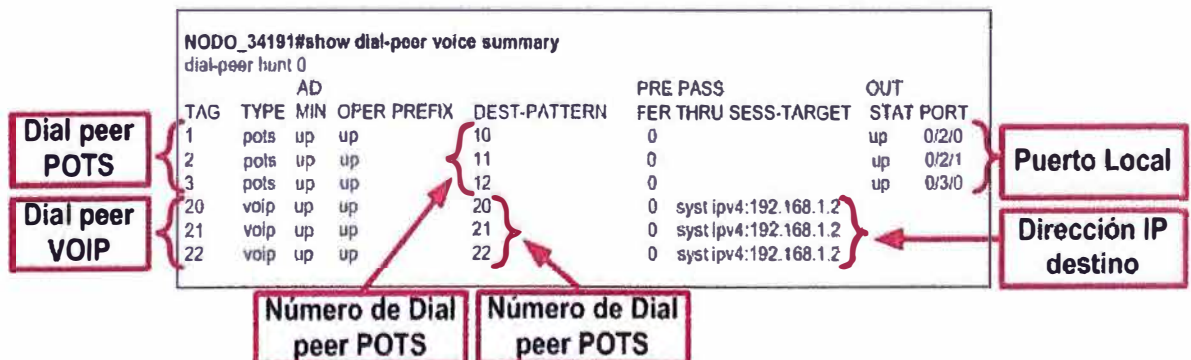 NODO_34191#show dial-peer voice summary
dial-peer hunt 0
AD PRE PASS OUT
TAG TYPE MIN OPER PREFIX DEST-PATTERN FER THRU SESS-TARGET STAT PORT
1 pots up up 10 0 up 0/2/0
2 pots up up 11 0 up 0/2/1
3 pots up up 12 0 up 0/3/0
20 voip up up 20 0 syst ipv4:192.168.1.2
21 voip up up 21 0 syst ipv4:192.168.1.2
22 voip up up 22 0 syst ipv4:192.168.1.2
Dial peer
POTS
Dial peer
VOIP
Puerto Local
Dirección IP
destino
Número de Dial
peer POTS
Número de Dial
peer POTS